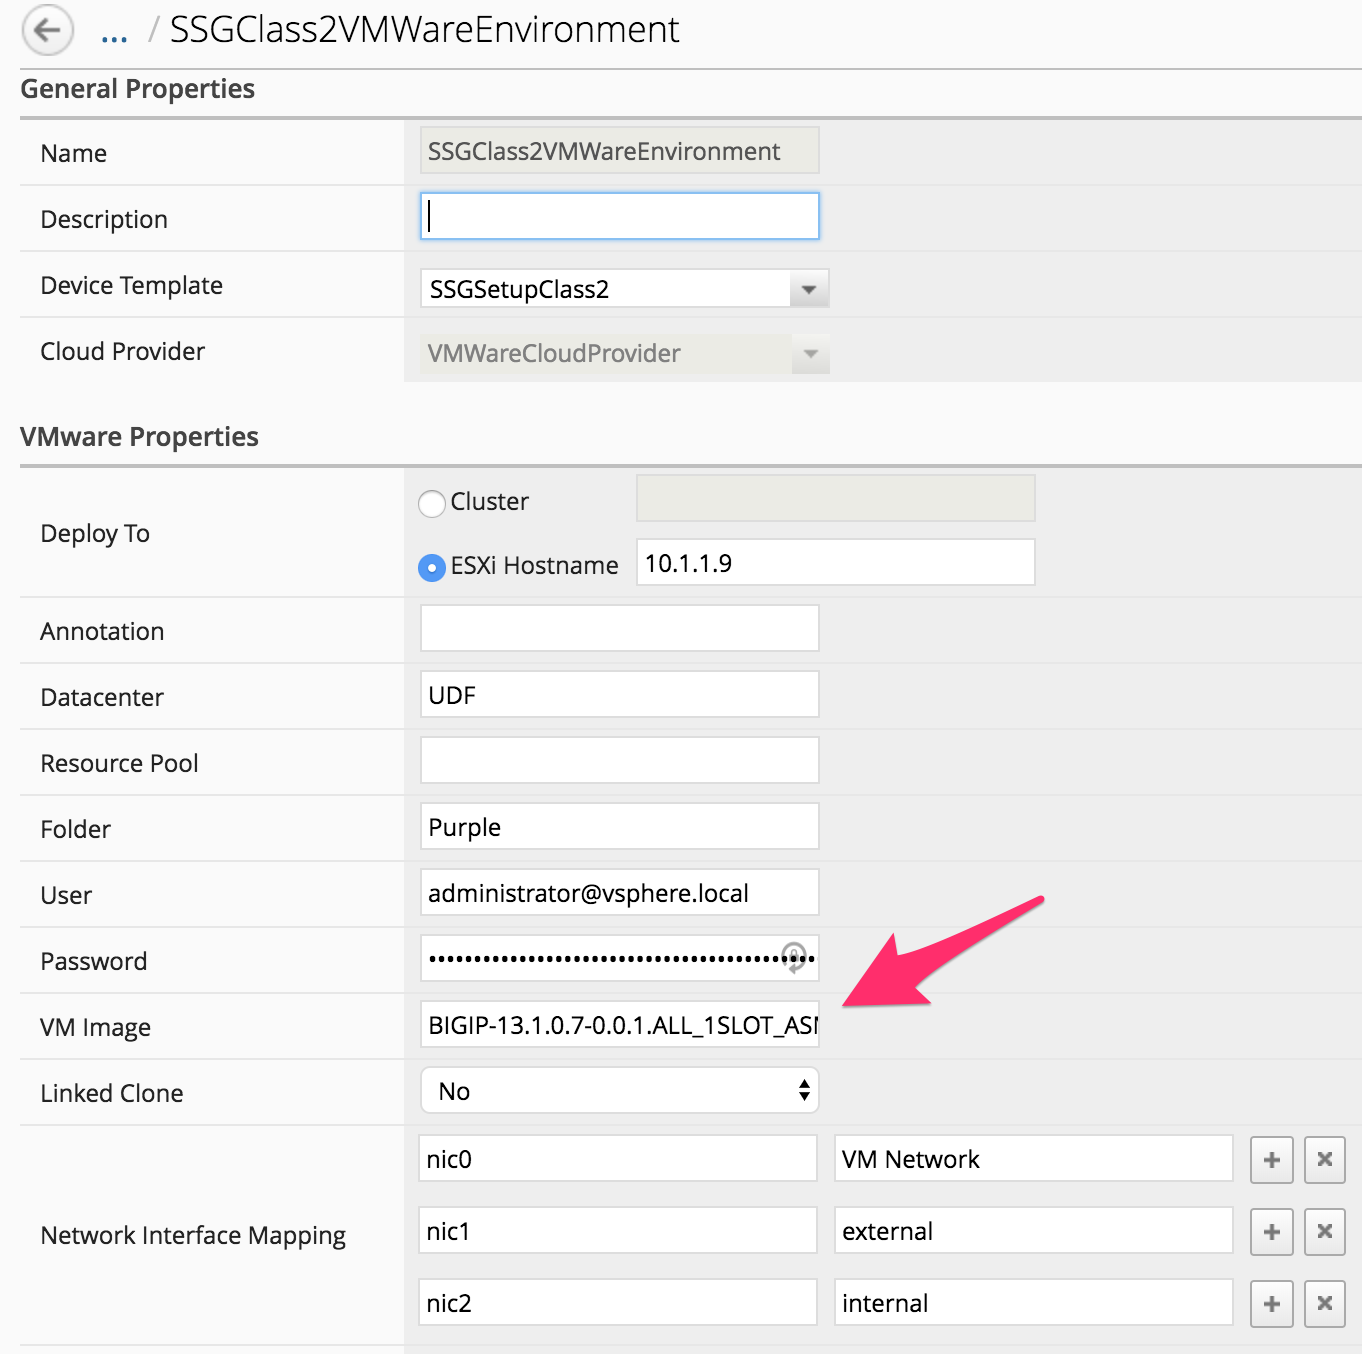 ... / SSGClass2VMWareEnvironment
General Properties
Name SSGClass2VMWareEnvironment
Description
Device Template SSGSetupClass2
Cloud Provider VMWareCloudProvider
VMware Properties
Deploy To
Cluster
ESXi Hostname 10.1.1.9
Annotation
Datacenter UDF
Resource Pool
Folder Purple
User administrator@vsphere.local
Password
VM Image BIGIP-13.1.0.7-0.0.1.ALL_1SLOT_ASM
Linked Clone No
Network Interface Mapping
nic0 VM Network
nic1 external
nic2 internal